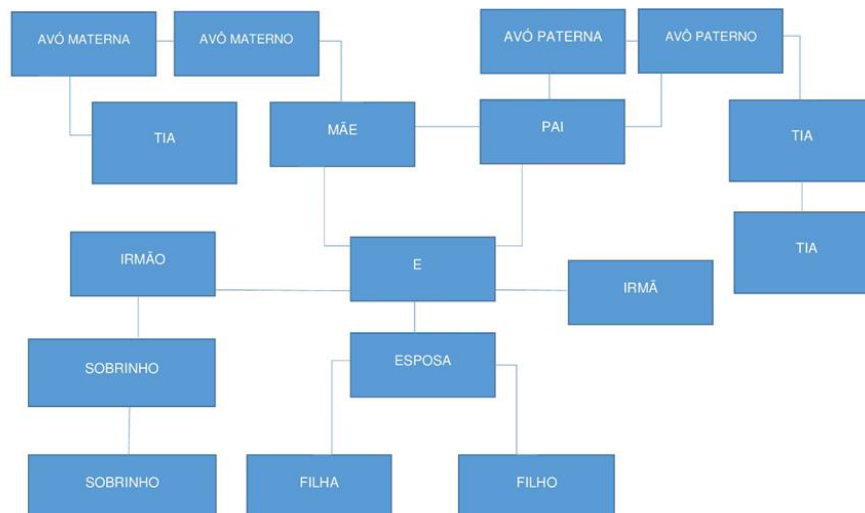 AVÓ MATERNA
AVÔ MATERNO
AVÓ PATERNA
AVÔ PATERNO
TIA
MÃE
PAI
TIA
IRMÃO
E
TIA
IRMÃ
SOBRINHO
ESPOSA
SOBRINHO
FILHA
FILHO